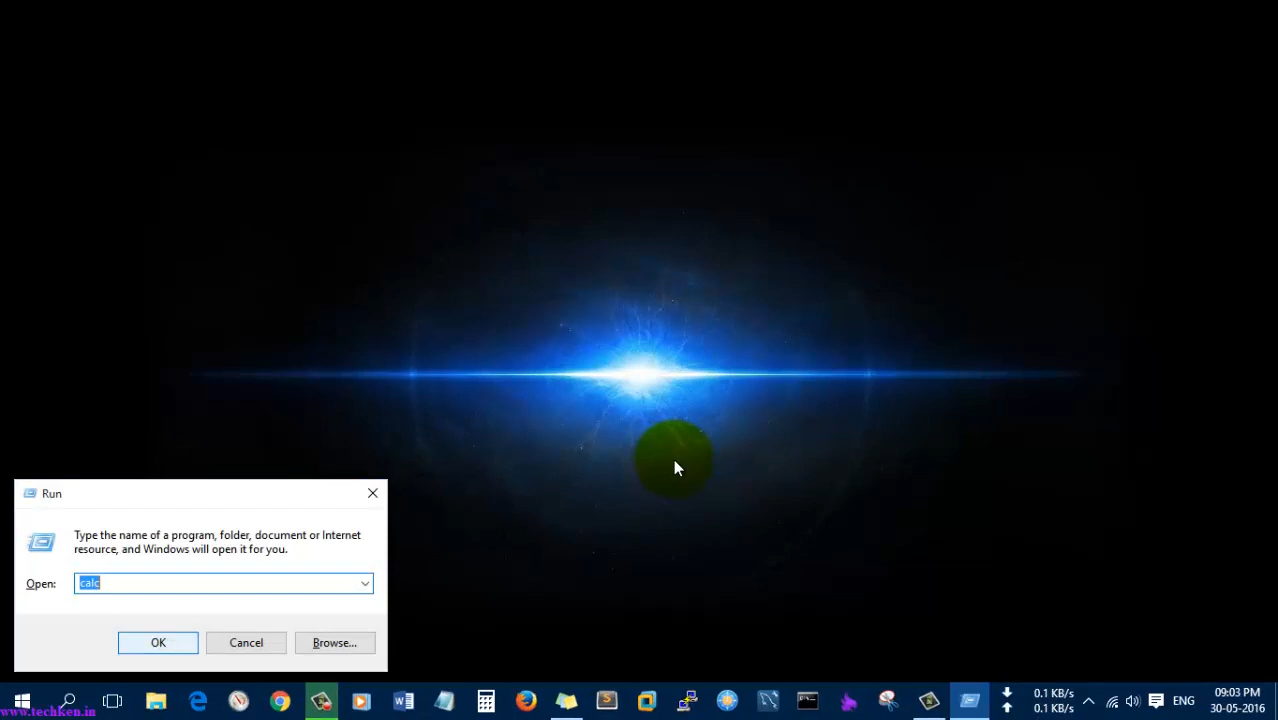 Run
Type the name of a program, folder, document or Internet
resource, and Windows will open it for you.
Open:
calc
OK
Cancel
Browse...
0.1 KB/s
0.1 KB/s
ENG
09:03 PM
30-05-2016
www.techken.in